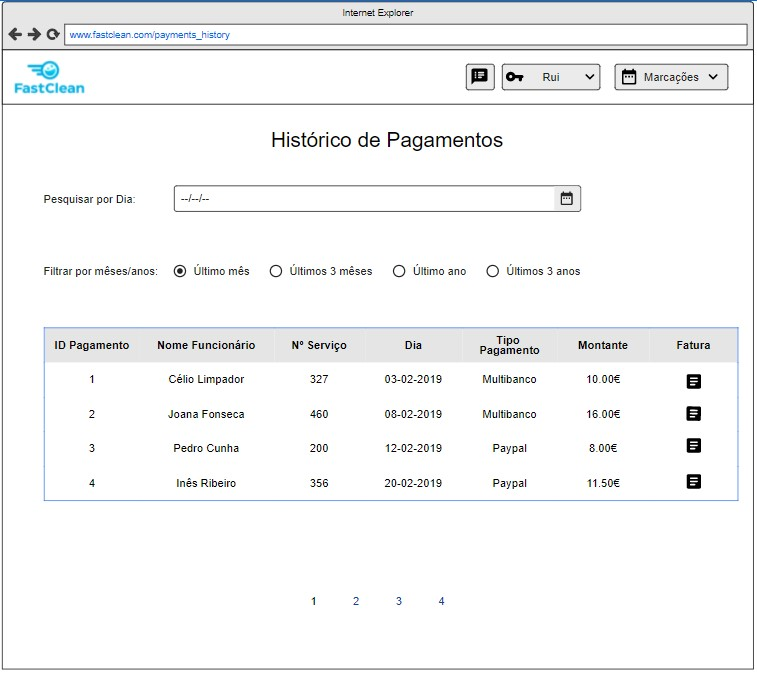 Internet Explorer
www.fastclean.com/payments_history
FastClean
Rui
Marcações
Histórico de Pagamentos
Pesquisar por Dia:
--/--/--
Filtrar por mêses/anos: Último mês Últimos 3 mêses Último ano Últimos 3 anos
ID Pagamento Nome Funcionário Nº Serviço Dia Tipo Pagamento Montante Fatura
1 Célio Limpador 327 03-02-2019 Multibanco 10.00€
2 Joana Fonseca 460 08-02-2019 Multibanco 16.00€
3 Pedro Cunha 200 12-02-2019 Paypal 8.00€
4 Inês Ribeiro 356 20-02-2019 Paypal 11.50€
1 2 3 4